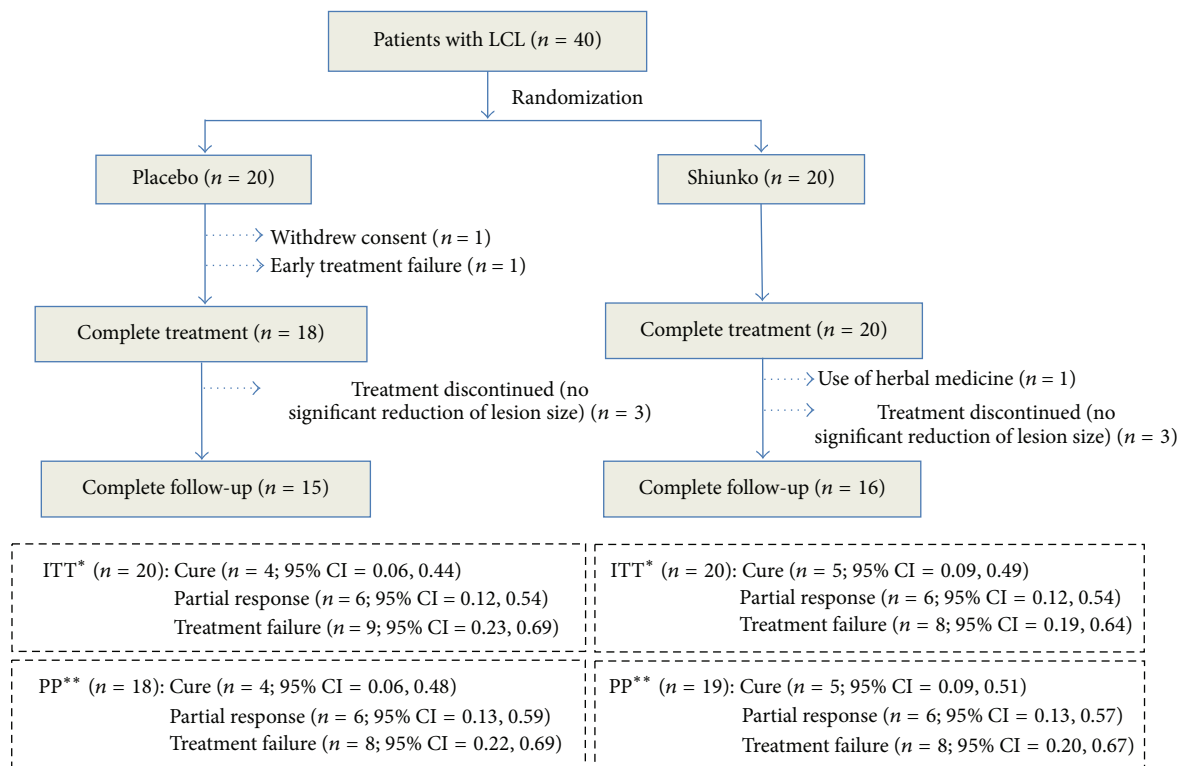 Patients with LCL (n = 40)
Randomization
Placebo (n = 20)
Shiunko (n = 20)
Withdrew consent (n = 1)
Early treatment failure (n = 1)
Complete treatment (n = 18)
Complete treatment (n = 20)
Treatment discontinued (no
significant reduction of lesion size) (n = 3)
Use of herbal medicine (n = 1)
Treatment discontinued (no
significant reduction of lesion size) (n = 3)
Complete follow-up (n = 15)
Complete follow-up (n = 16)
ITT* (n = 20): Cure (n = 4; 95% CI = 0.06, 0.44)
Partial response (n = 6; 95% CI = 0.12, 0.54)
Treatment failure (n = 9; 95% CI = 0.23, 0.69)
ITT* (n = 20): Cure (n = 5; 95% CI = 0.09, 0.49)
Partial response (n = 6; 95% CI = 0.12, 0.54)
Treatment failure (n = 8; 95% CI = 0.19, 0.64)
PP** (n = 18): Cure (n = 4; 95% CI = 0.06, 0.48)
Partial response (n = 6; 95% CI = 0.13, 0.59)
Treatment failure (n = 8; 95% CI = 0.22, 0.69)
PP** (n = 19): Cure (n = 5; 95% CI = 0.09, 0.51)
Partial response (n = 6; 95% CI = 0.13, 0.57)
Treatment failure (n = 8; 95% CI = 0.20, 0.67)